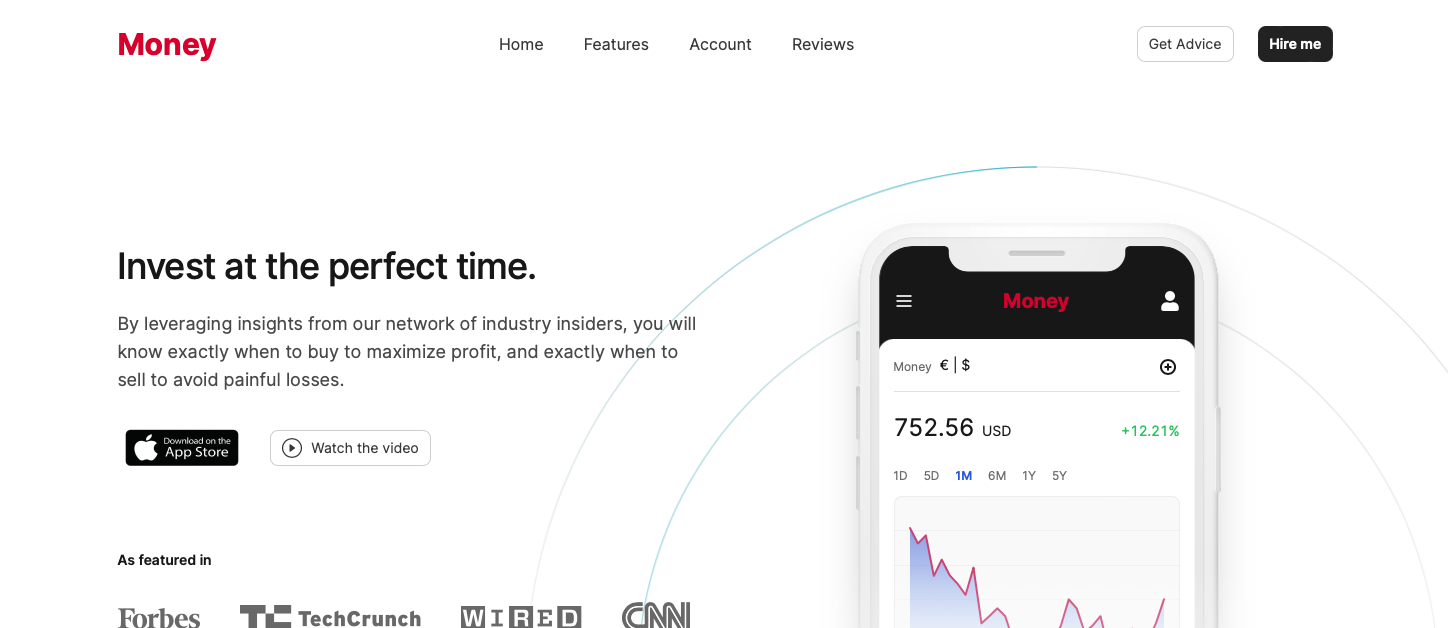 Money
Home Features Account Reviews
Get Advice Hire me
Invest at the perfect time.
By leveraging insights from our network of industry insiders, you will
know exactly when to buy to maximize profit, and exactly when to
sell to avoid painful losses.
Download on the
App Store
Watch the video
As featured in
Forbes TechCrunch WIRED CNN
Money
Money € | $
752.56 USD +12.21%
1D 5D 1M 6M 1Y 5Y